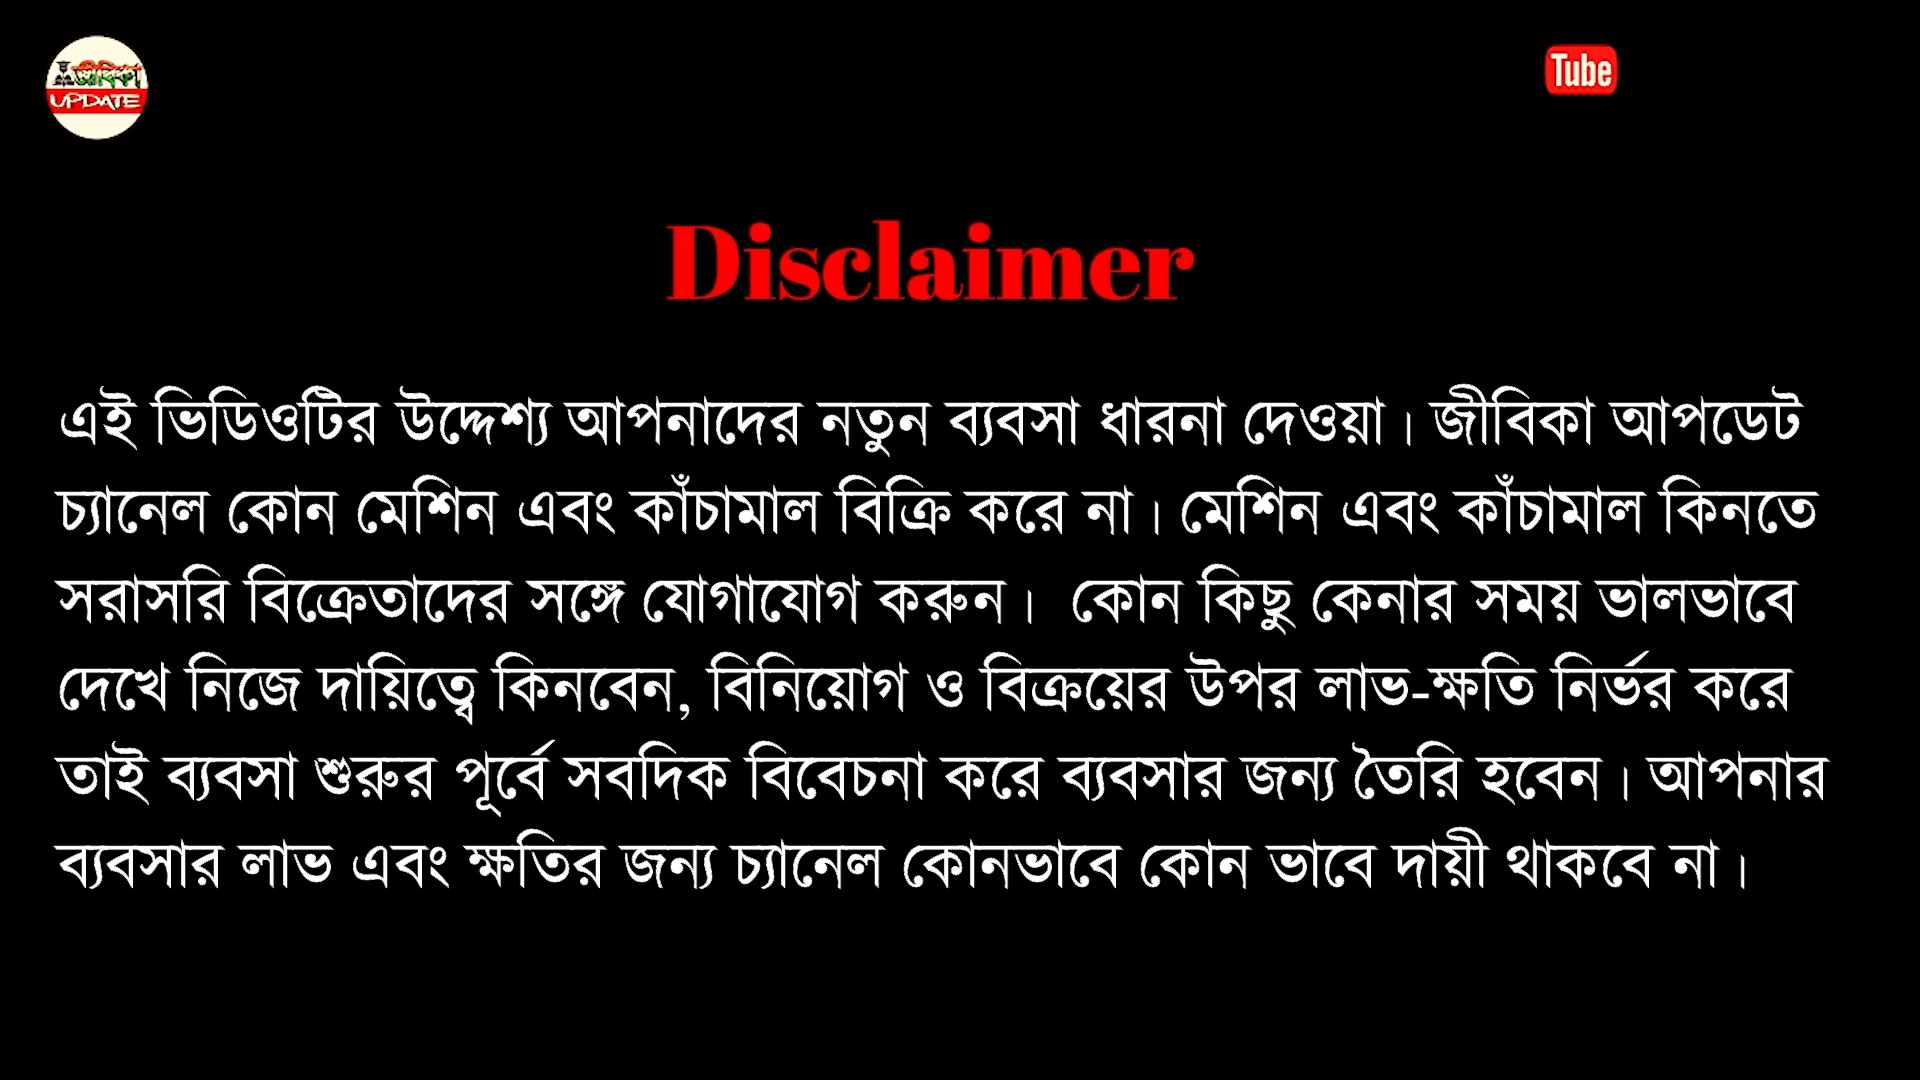 জীবিকা
UPDATE
Tube
Disclaimer
এই ভিডিওটির উদ্দেশ্য আপনাদের নতুন ব্যবসা ধারনা দেওয়া। জীবিকা আপডেট
চ্যানেল কোন মেশিন এবং কাঁচামাল বিক্রি করে না। মেশিন এবং কাঁচামাল কিনতে
সরাসরি বিক্রেতাদের সঙ্গে যোগাযোগ করুন। কোন কিছু কেনার সময় ভালভাবে
দেখে নিজে দায়িত্বে কিনবেন, বিনিয়োগ ও বিক্রয়ের উপর লাভ-ক্ষতি নির্ভর করে
তাই ব্যবসা শুরুর পূর্বে সবদিক বিবেচনা করে ব্যবসার জন্য তৈরি হবেন। আপনার
ব্যবসার লাভ এবং ক্ষতির জন্য চ্যানেল কোনভাবে কোন ভাবে দায়ী থাকবে না।